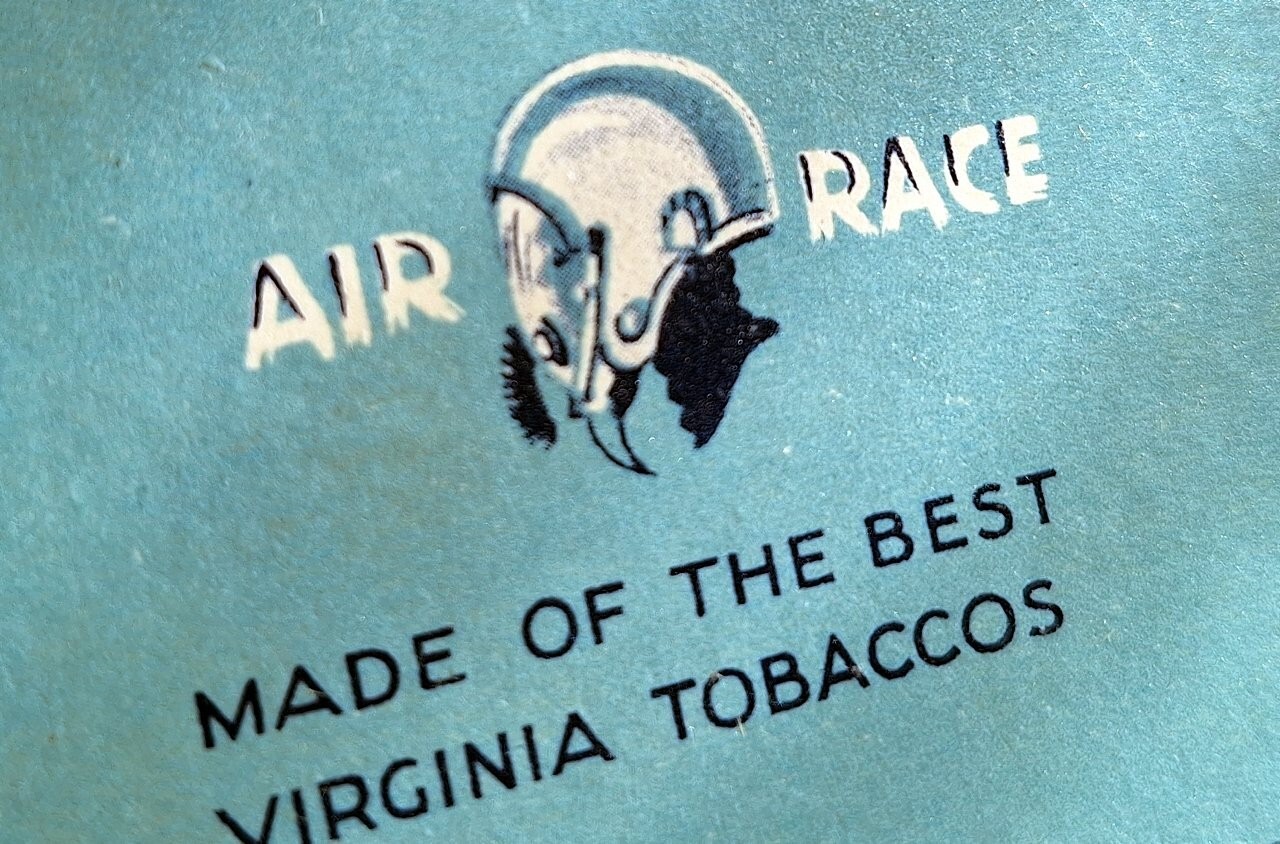 AIR RACE
MADE OF THE BEST
VIRGINIA TOBACCOS